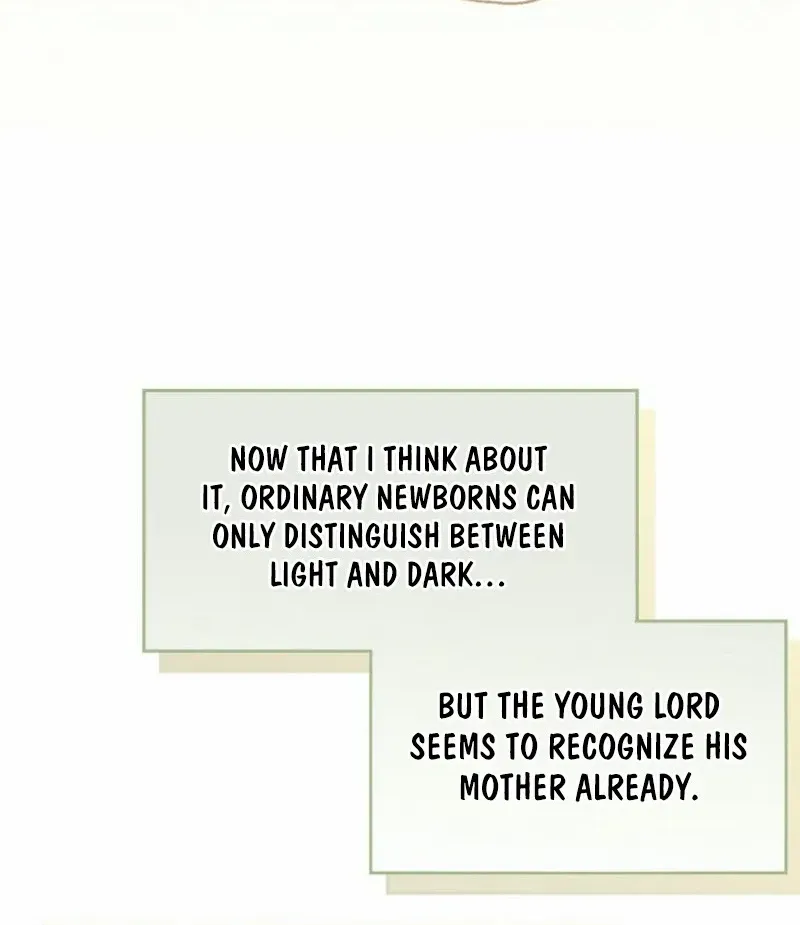 NOW THAT I THINK ABOUT
IT, ORDINARY NEWBORNS CAN
ONLY DISTINGUISH BETWEEN
LIGHT AND DARK...
BUT THE YOUNG LORD
SEEMS TO RECOGNIZE HIS
MOTHER ALREADY.